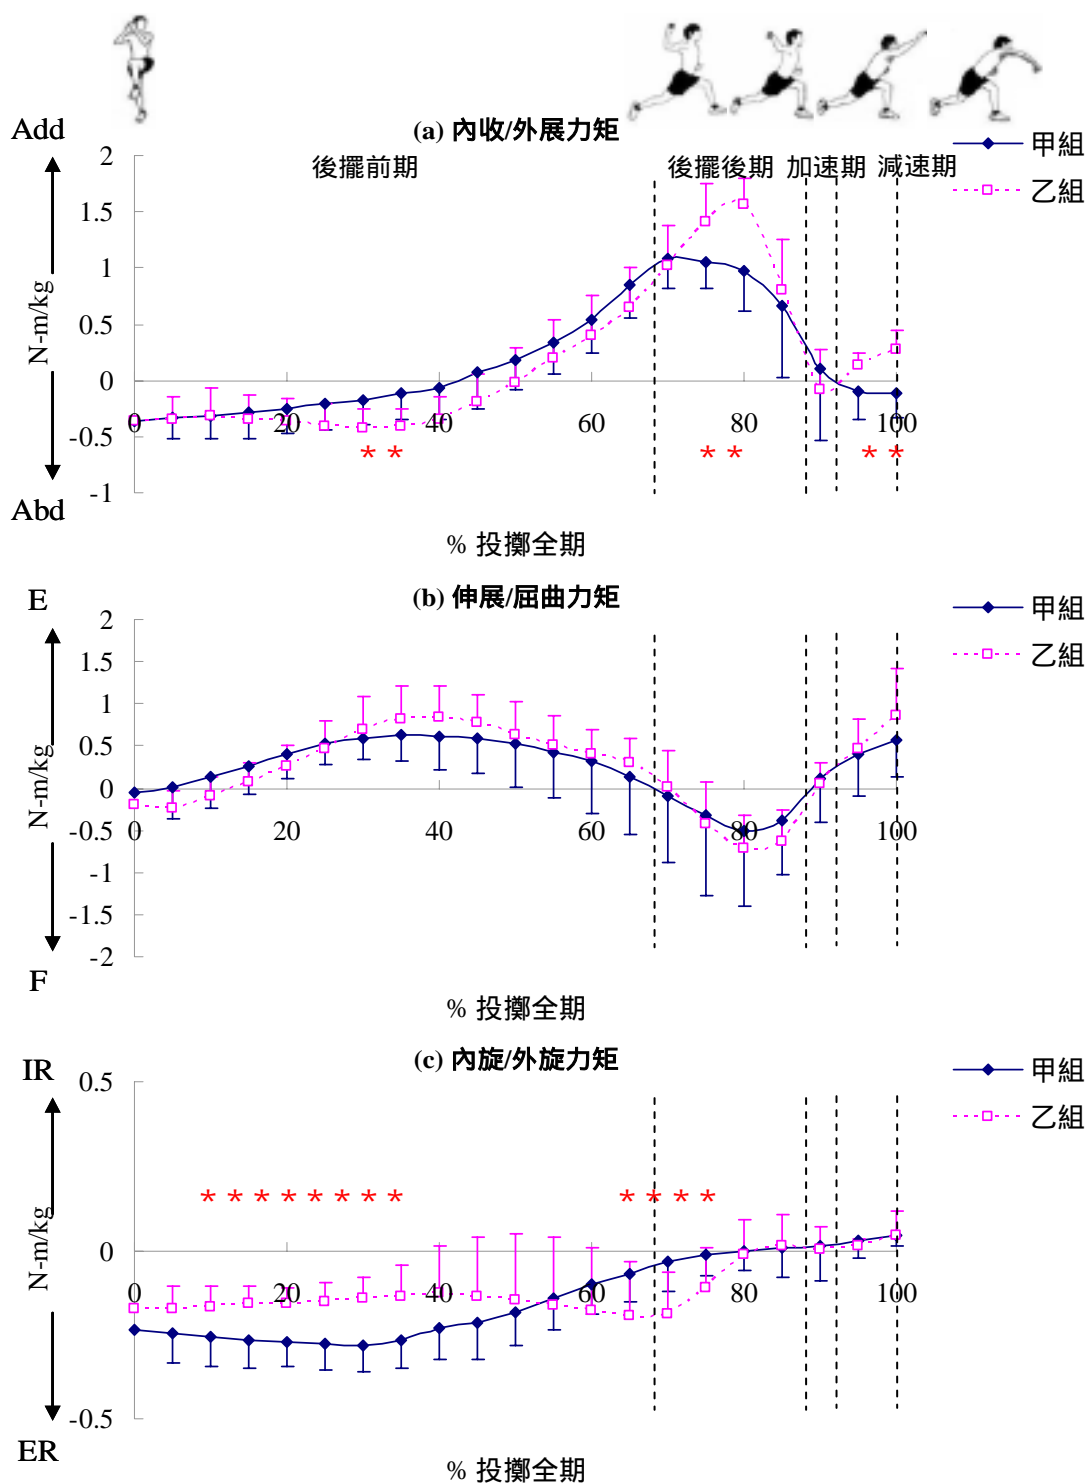 Add
(a) 內收/外展力矩
甲組
乙組
後擺前期
後擺後期
加速期
減速期
2
1.5
1
0.5
0
-0.5
-1
N-m/kg
0
20
40
60
80
100
* *
* *
* *
Abd
% 投擲全期
E
(b) 伸展/屈曲力矩
甲組
乙組
2
1.5
1
0.5
0
-0.5
-1
-1.5
-2
N-m/kg
0
20
40
60
80
100
F
% 投擲全期
IR
(c) 內旋/外旋力矩
甲組
乙組
0.5
0
-0.5
N-m/kg
* * * * * * * *
* * * *
0
20
40
60
80
100
ER
% 投擲全期